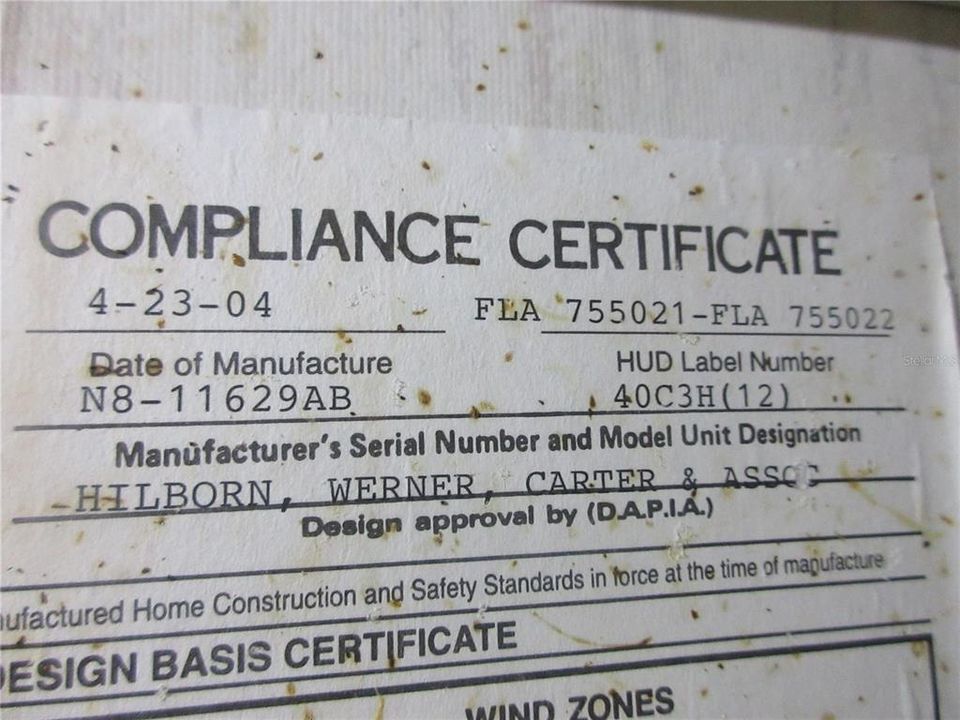 COMPLIANCE CERTIFICATE
4-23-04 FLA 755021-FLA 755022
Date of Manufacture HUD Label Number
N8-11629AB 40C3H(12)
Manufacturer's Serial Number and Model Unit Designation
HILBORN, WERNER, CARTER & ASSOC
Design approval by (D.A.P.I.A.)
ufactured Home Construction and Safety Standards in force at the time of manufacture
DESIGN BASIS CERTIFICATE
WIND ZONES